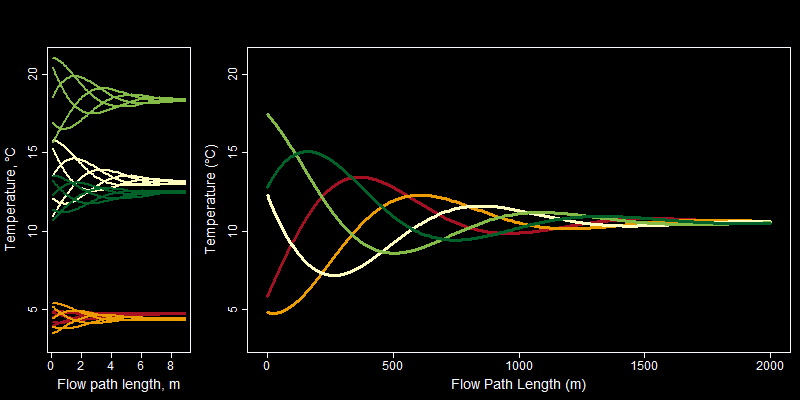 Temperature, °C
20
15
10
5
0 2 4 6 8
Flow path length, m
Temperature (°C)
20
15
10
5
0 500 1000 1500 2000
Flow Path Length (m)